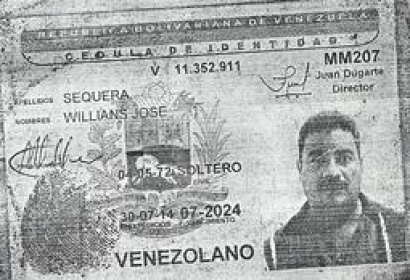 REPUBLICA BOLIVARIANA DE VENEZUELA
CEDULA DE IDENTIDAD
V 11.352.911
MM207
Juan Dugarte
Director
APELLIDOS SEQUERA
NOMBRES WILLIANS JOSE
04-05-72 SOLTERO
30-07-14 07-2024
VENEZOLANO